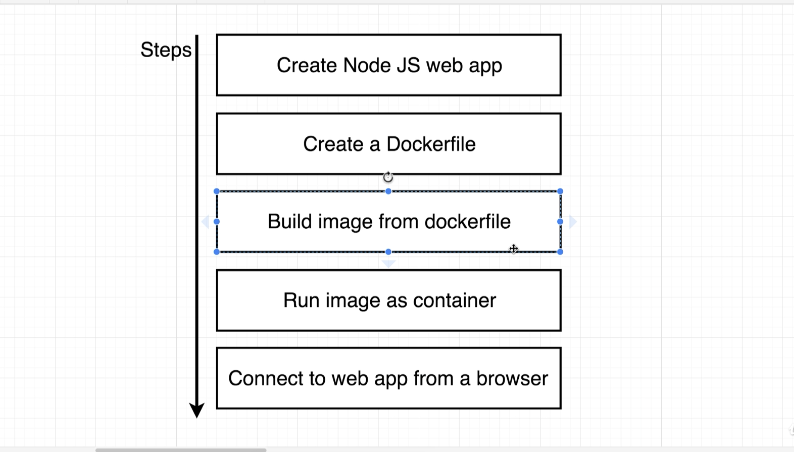 Steps
Create Node JS web app
Create a Dockerfile
Build image from dockerfile
Run image as container
Connect to web app from a browser